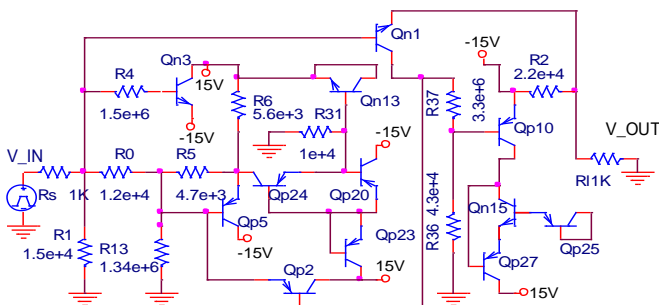 Qn1
-15V
Qn3
R4
15V
R2
2.2e+4
1.5e+6
R6
5.6e+3
R31
Qn13
R37
3.3e+6
Qp10
-15V
V_IN
R0
R5
1e+4
V_OUT
Rs
1K
1.2e+4
4.7e+3
Qp24
Qp20
R36
4.3e+4
Qn15
Rl1K
R1
1.5e+4
R13
1.34e+6
Qp5
-15V
Qp23
Qp25
Qp2
15V
Qp27
15V